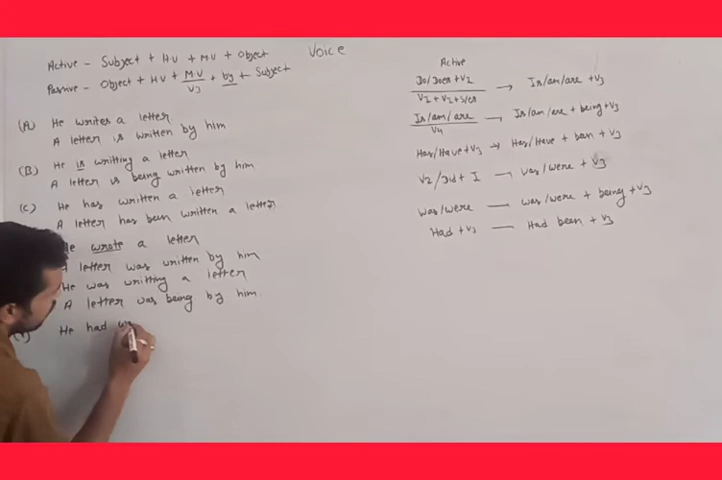 Voice
Active - Subject + HV + MV + Object
Passive - Object + HV + MV/V3 + by + Subject
(A) He writes a letter
A letter is written by him
(B) He is writting a letter
A letter is being written by him
(C) He has written a letter
A letter has been written a letter
He wrote a letter
A letter was written by him
He was writting a letter
A letter was being by him.
He had
Active
V1 + V2 + S/es → Is/am/are + V3
Is/am/are / V4 → Is/am/are + being + V3
Has/Have + V3 → Has/Have + been + V3
V2/Did + I → was/were + V3
was/were — was/were + being + V3
Had + V3 — Had been + V3